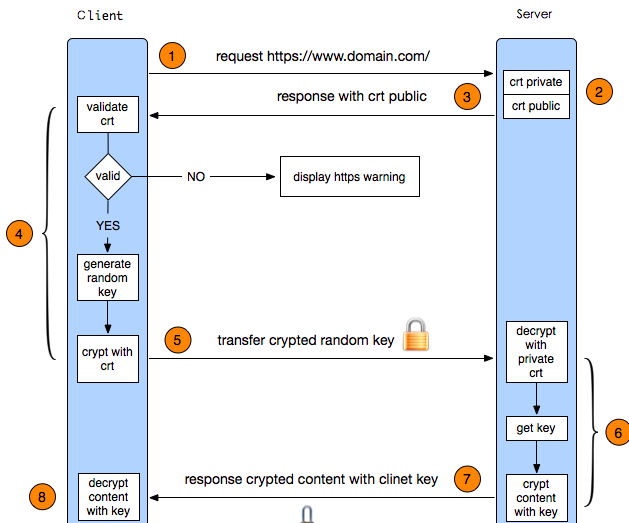 Client
Server
1
request https://www.domain.com/
crt private
2
response with crt public
3
crt public
validate
crt
valid
NO
display https warning
4
YES
generate
random
key
5
transfer crypted random key
crypt with
crt
decrypt
with
private
crt
get key
6
response crypted content with clinet key
7
8
decrypt
content
with key
crypt
content
with key